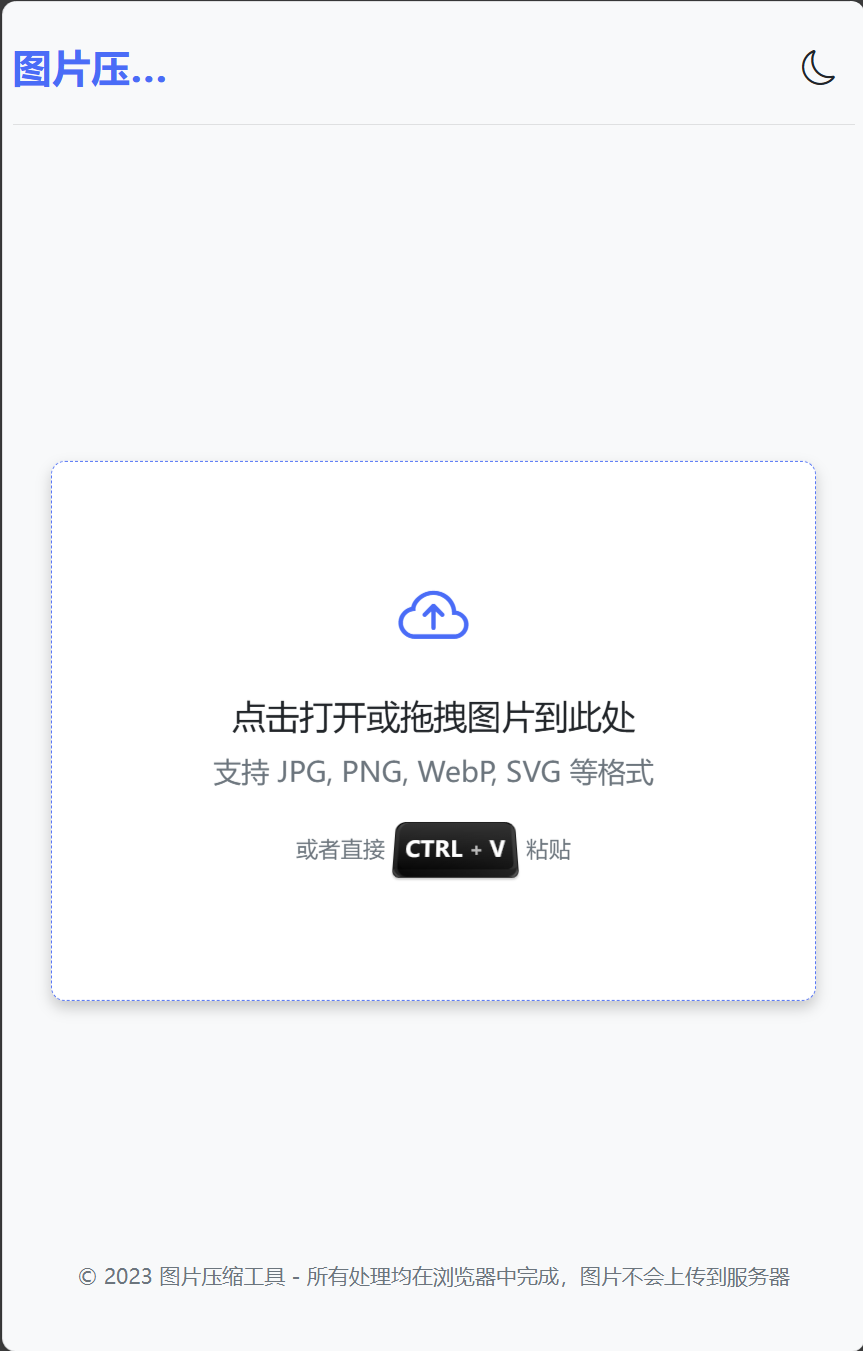 图片压...
点击打开或拖拽图片到此处
支持 JPG, PNG, WebP, SVG 等格式
或者直接 CTRL + V 粘贴
© 2023 图片压缩工具 - 所有处理均在浏览器中完成，图片不会上传到服务器